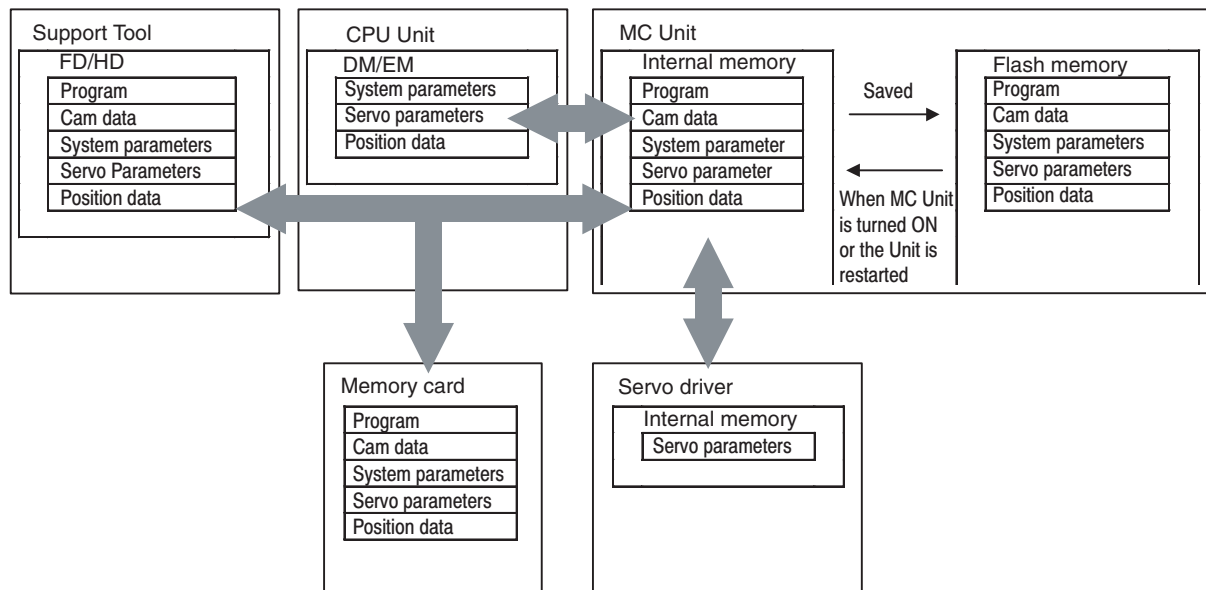 Support Tool
FD/HD
Program
Cam data
System parameters
Servo Parameters
Position data
CPU Unit
DM/EM
System parameters
Servo parameters
Position data
MC Unit
Internal memory
Program
Cam data
System parameter
Servo parameter
Position data
Saved
When MC Unit
is turned ON
or the Unit is
restarted
Flash memory
Program
Cam data
System parameters
Servo parameters
Position data
Memory card
Program
Cam data
System parameters
Servo parameters
Position data
Servo driver
Internal memory
Servo parameters